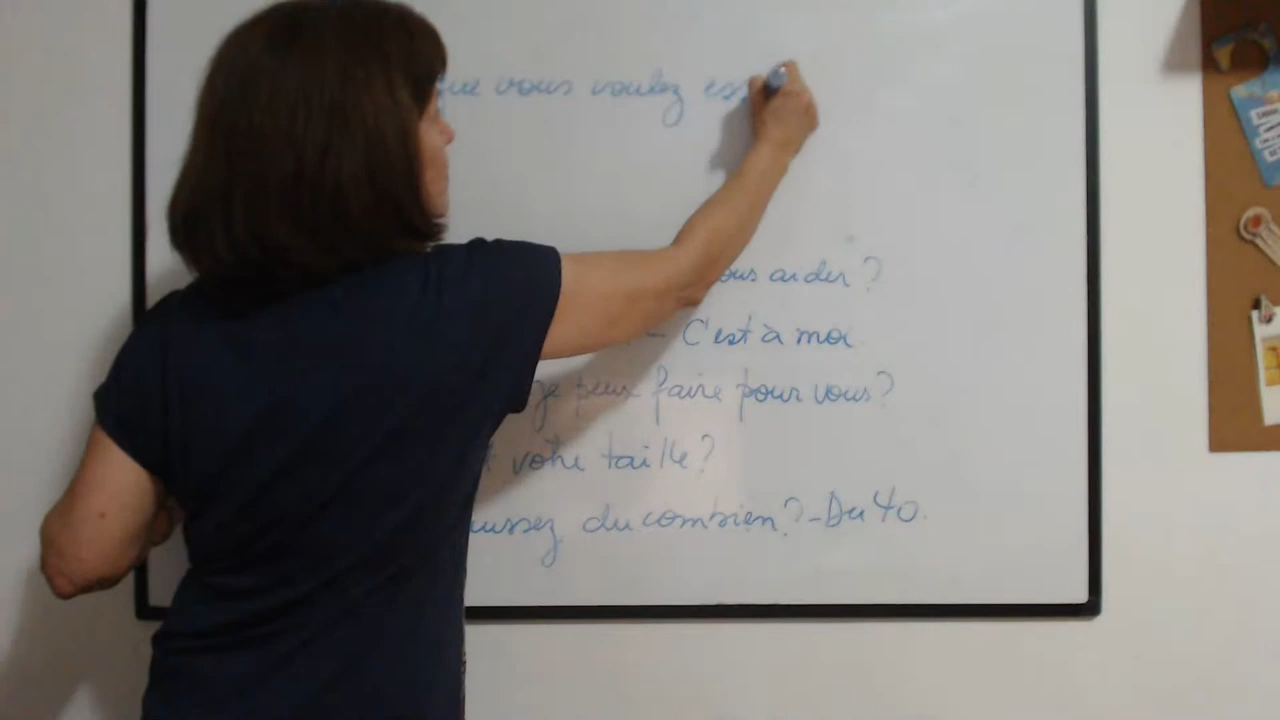 que vous voulez ess
ous aider?
- C'est à moi
je peux faire pour vous?
votre taille?
ussez du combien? - Du 40.